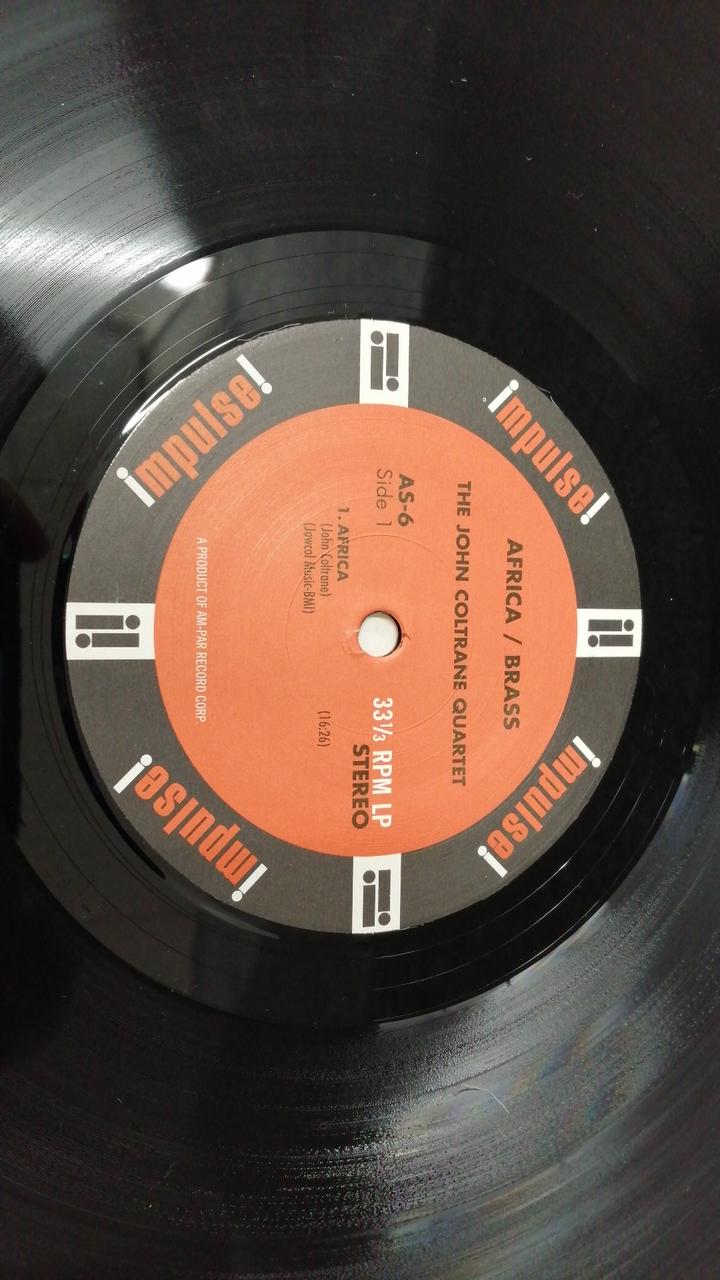 AFRICA / BRASS
THE JOHN COLTRANE QUARTET
AS-6
Side 1
33⅓ RPM LP
STEREO
1. AFRICA
(John Coltrane)
(Jowcol Music-BMI)
(16:26)
A PRODUCT OF AM-PAR RECORD CORP.
impulse!
impulse!
impulse!
impulse!
i!
i!
i!
i!